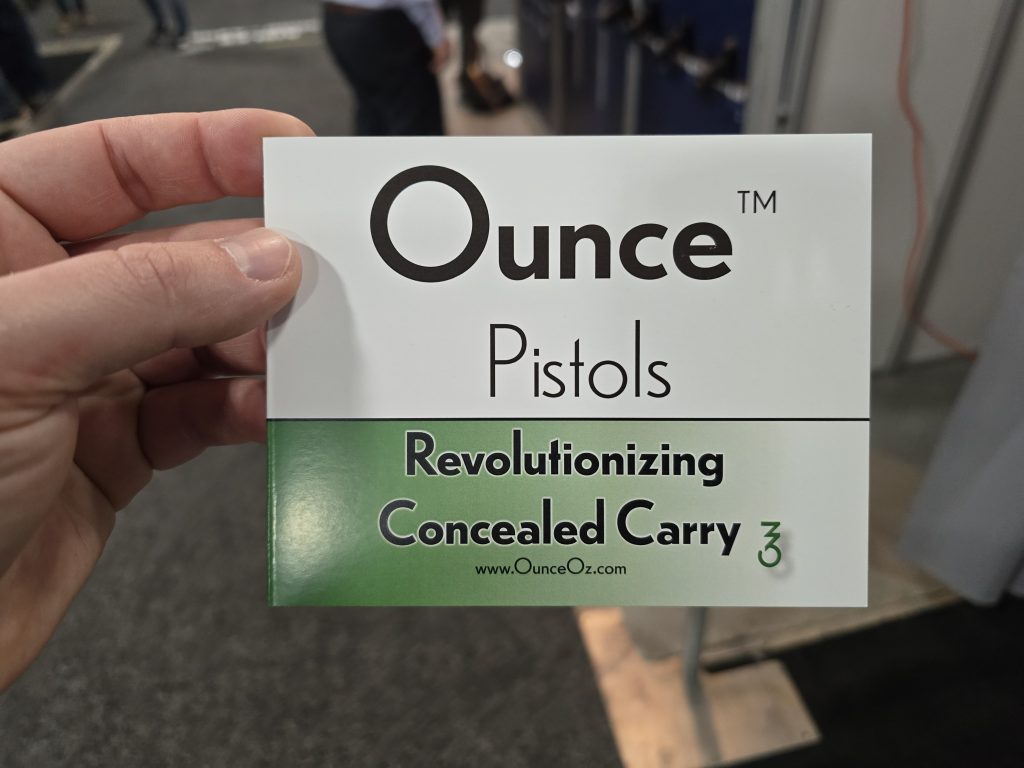 Ounce™
Pistols
Revolutionizing
Concealed Carry
www.OunceOz.com